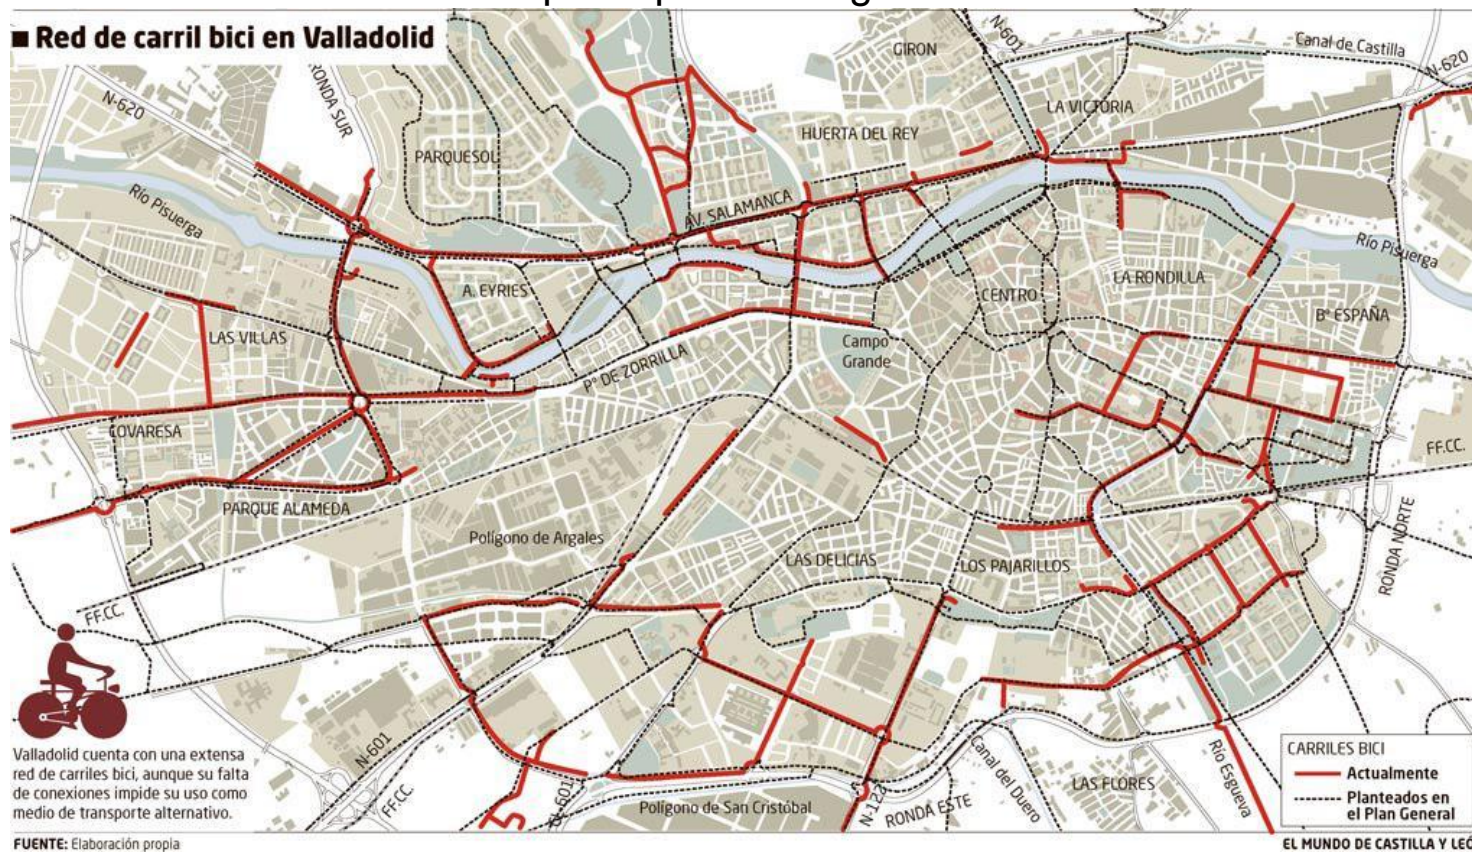 ■ Red de carril bici en Valladolid
N-620
RONDA SUR
PARQUESOL
GIRON
N-601
Canal de Castilla
N-620
LA VICTORIA
HUERTA DEL REY
Río Pisuerga
AV. SALAMANCA
Río Pisuerga
A. EYRIES
CENTRO
LA RONDILLA
Bº ESPAÑA
LAS VILLAS
Campo
Grande
Pº DE ZORRILLA
COVARESA
FF.CC.
PARQUE ALAMEDA
Polígono de Argales
LAS DELICIAS
LOS PAJARILLOS
RONDA NORTE
FF.CC.
N-601
FF.CC.
N-601
Polígono de San Cristóbal
N-122
RONDA ESTE
Canal del Duero
LAS FLORES
Río Esgueva
Valladolid cuenta con una extensa
red de carriles bici, aunque su falta
de conexiones impide su uso como
medio de transporte alternativo.
CARRILES BICI
Actualmente
Planteados en
el Plan General
FUENTE: Elaboración propia
EL MUNDO DE CASTILLA Y LEÓ